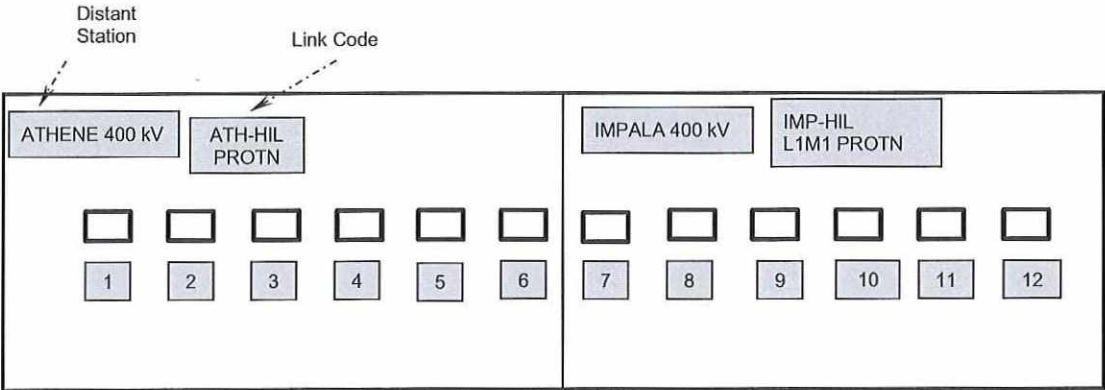 Distant
Station
Link Code
ATHENE 400 kV
ATH-HIL
PROTN
IMPALA 400 kV
IMP-HIL
L1M1 PROTN
1 2 3 4 5 6 7 8 9 10 11 12